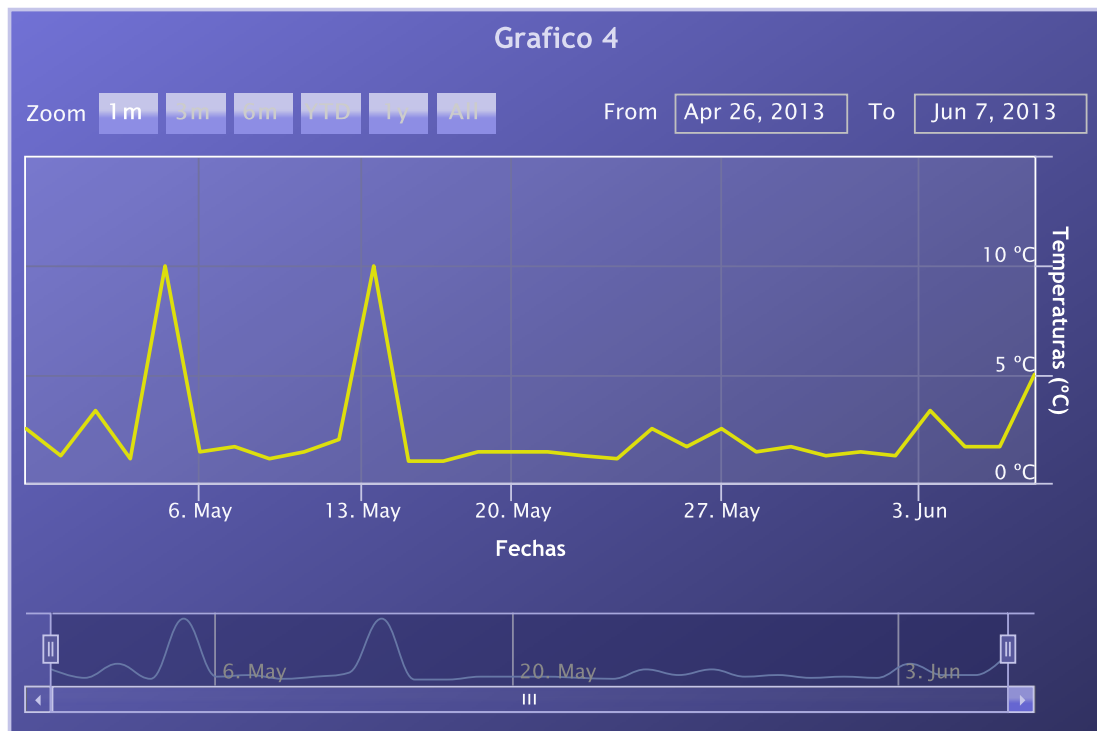 Grafico 4
Zoom 1m 3m 6m YTD 1y All From Apr 26, 2013 To Jun 7, 2013
10 °C
5 °C
0 °C
Temperaturas (°C)
6. May 13. May 20. May 27. May 3. Jun
Fechas
6. May 20. May 3. Jun